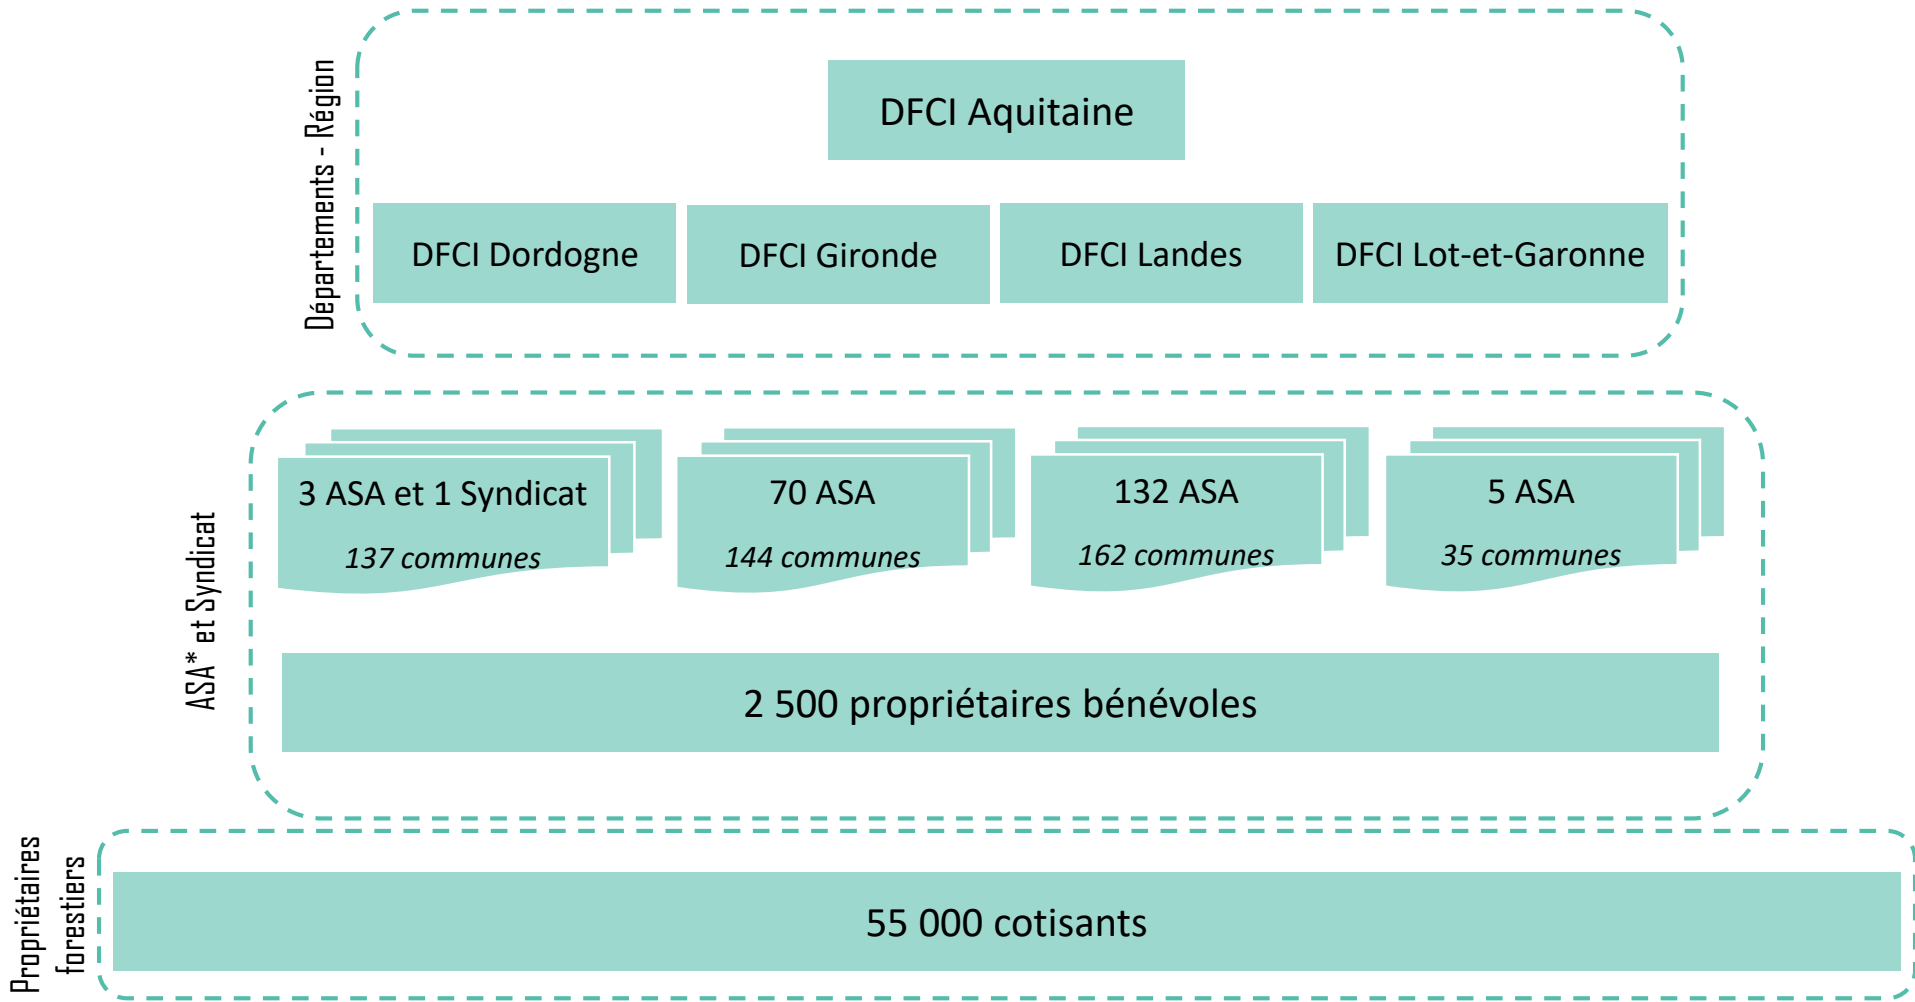 Départements - Région
DFCI Aquitaine
DFCI Dordogne
DFCI Gironde
DFCI Landes
DFCI Lot-et-Garonne
ASA* et Syndicat
3 ASA et 1 Syndicat
137 communes
70 ASA
144 communes
132 ASA
162 communes
5 ASA
35 communes
2 500 propriétaires bénévoles
Propriétaires
forestiers
55 000 cotisants